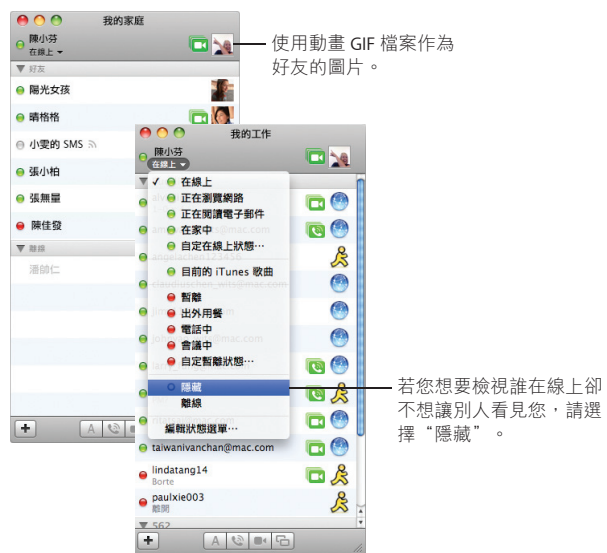 我的家庭
陳小芬
在線上
好友
陽光女孩
晴格格
小雯的 SMS
張小柏
張無量
陳佳發
離線
潘帥仁
使用動畫 GIF 檔案作為
好友的圖片。
我的工作
陳小芬
在線上
✓ 在線上
正在瀏覽網路
正在閱讀電子郵件
在家中
自定在線上狀態…
目前的 iTunes 歌曲
暫離
出外用餐
電話中
會議中
自定暫離狀態…
隱藏
離線
編輯狀態選單…
angelachen123456
taiwanivanchan@mac.com
lindatang14
Borte
paulxie003
離開
562
A
A
若您想要檢視誰在線上卻
不想讓別人看見您，請選
擇“隱藏”。